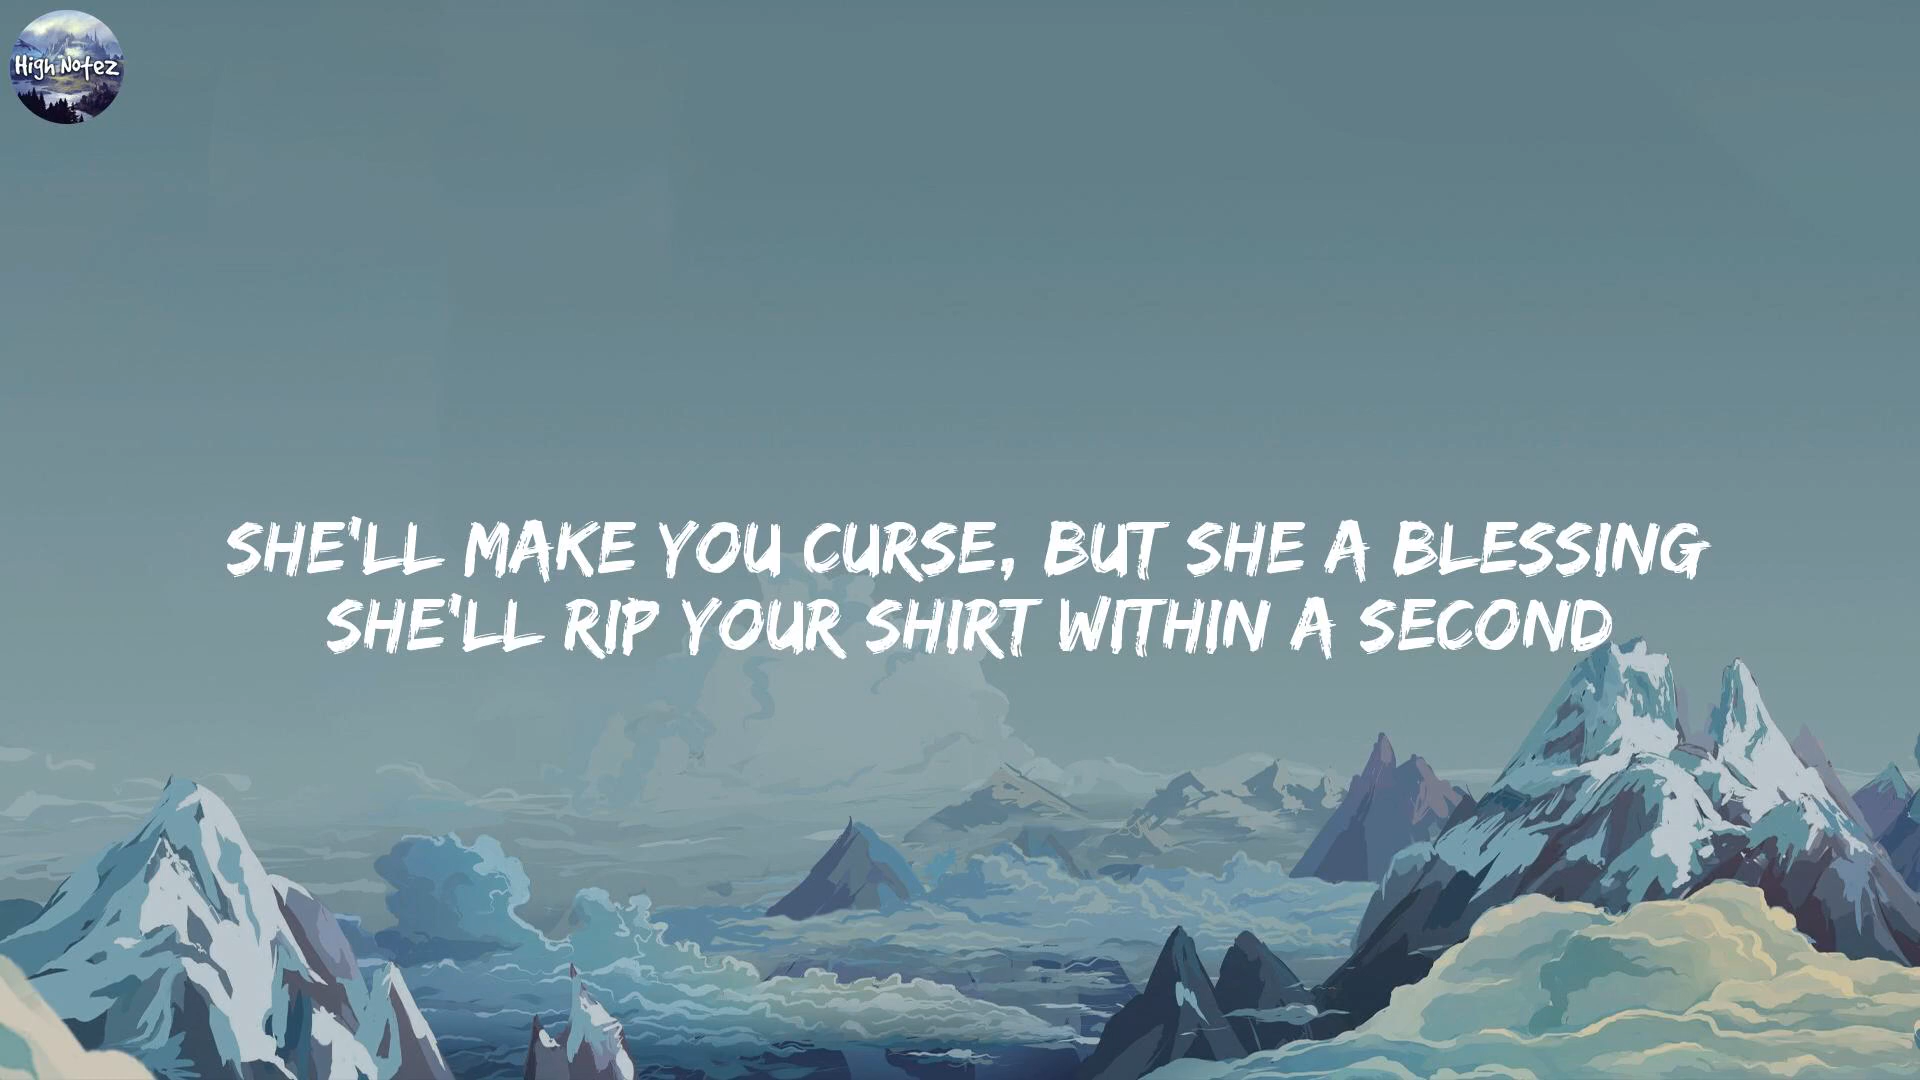 High Notez
SHE'LL MAKE YOU CURSE, BUT SHE A BLESSING
SHE'LL RIP YOUR SHIRT WITHIN A SECOND